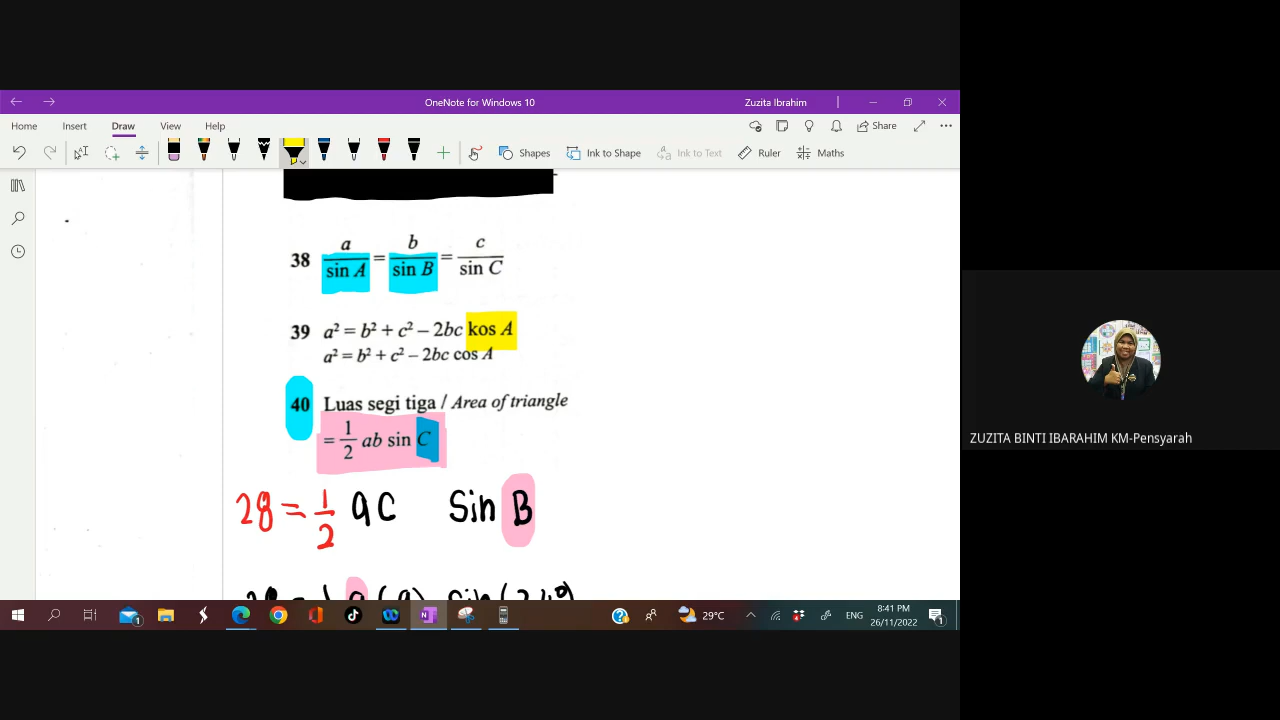 OneNote for Windows 10
Zuzita Ibrahim
Home Insert Draw View Help
Share
Shapes Ink to Shape Ink to Text Ruler Maths
38 a/sin A = b/sin B = c/sin C
39 a² = b² + c² – 2bc kos A
a² = b² + c² – 2bc cos A
40 Luas segi tiga / Area of triangle
= 1/2 ab sin C
28 = 1/2 ac Sin B
ZUZITA BINTI IBARAHIM KM-Pensyarah
29°C
ENG
8:41 PM
26/11/2022